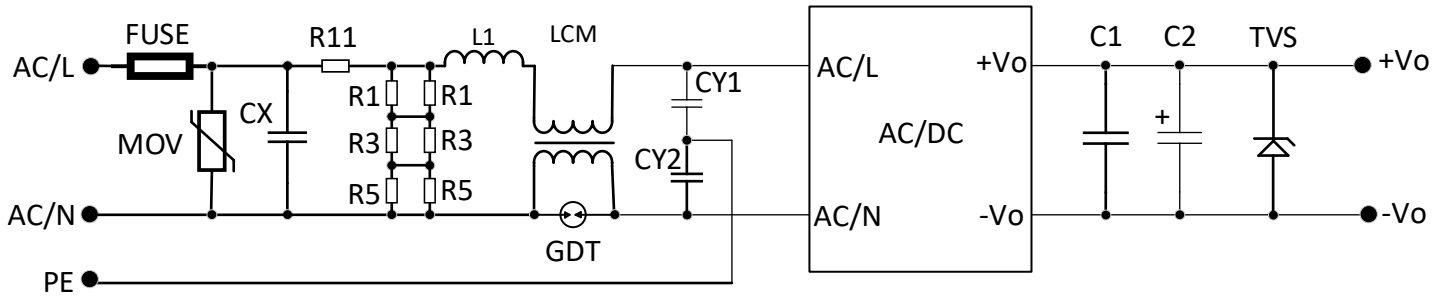 FUSE
R11
L1
LCM
C1
C2
TVS
AC/L
AC/L
+Vo
+Vo
R1
R1
CY1
CX
MOV
R3
R3
AC/DC
+
CY2
R5
R5
AC/N
AC/N
-Vo
-Vo
GDT
PE